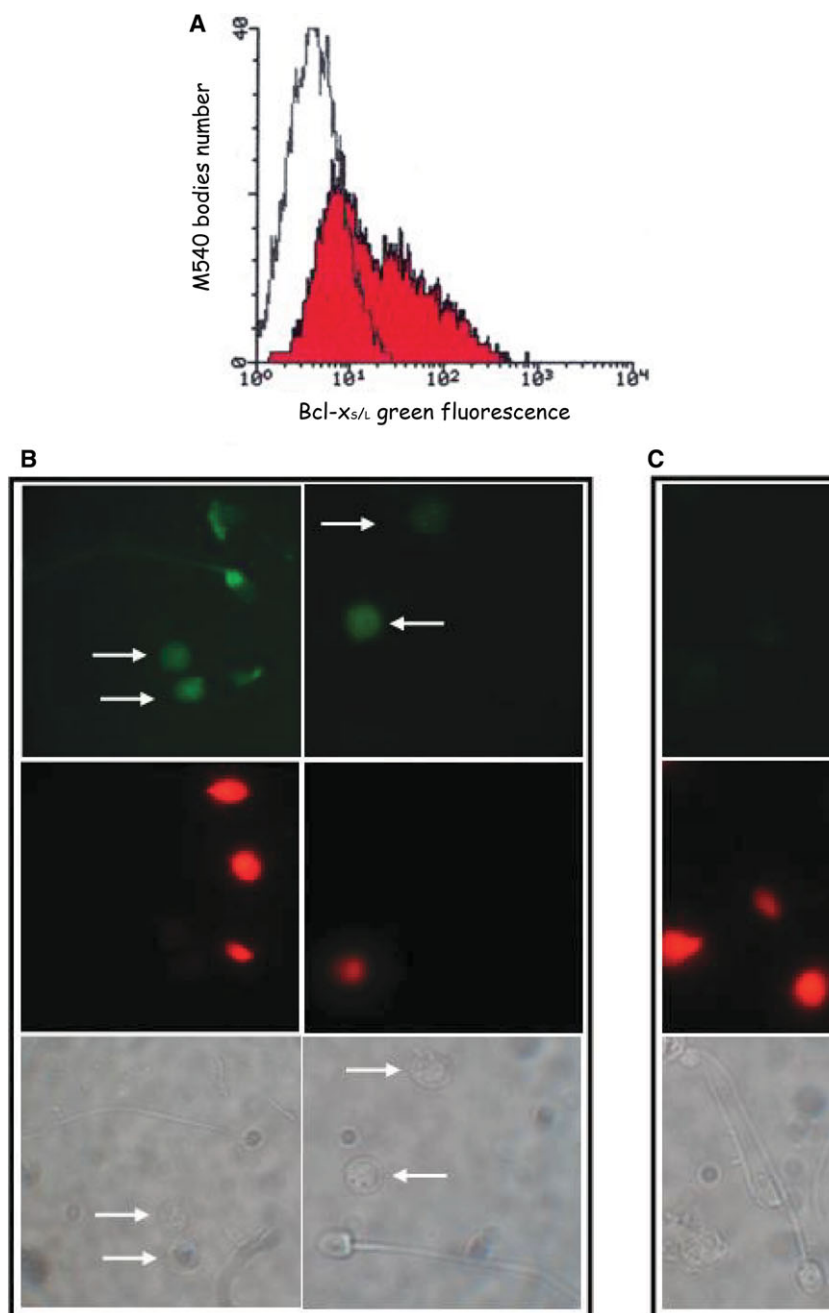 A
40
M540 bodies number
0
10⁰ 10¹ 10² 10³ 10⁴
Bcl-xS/L green fluorescence
B
C